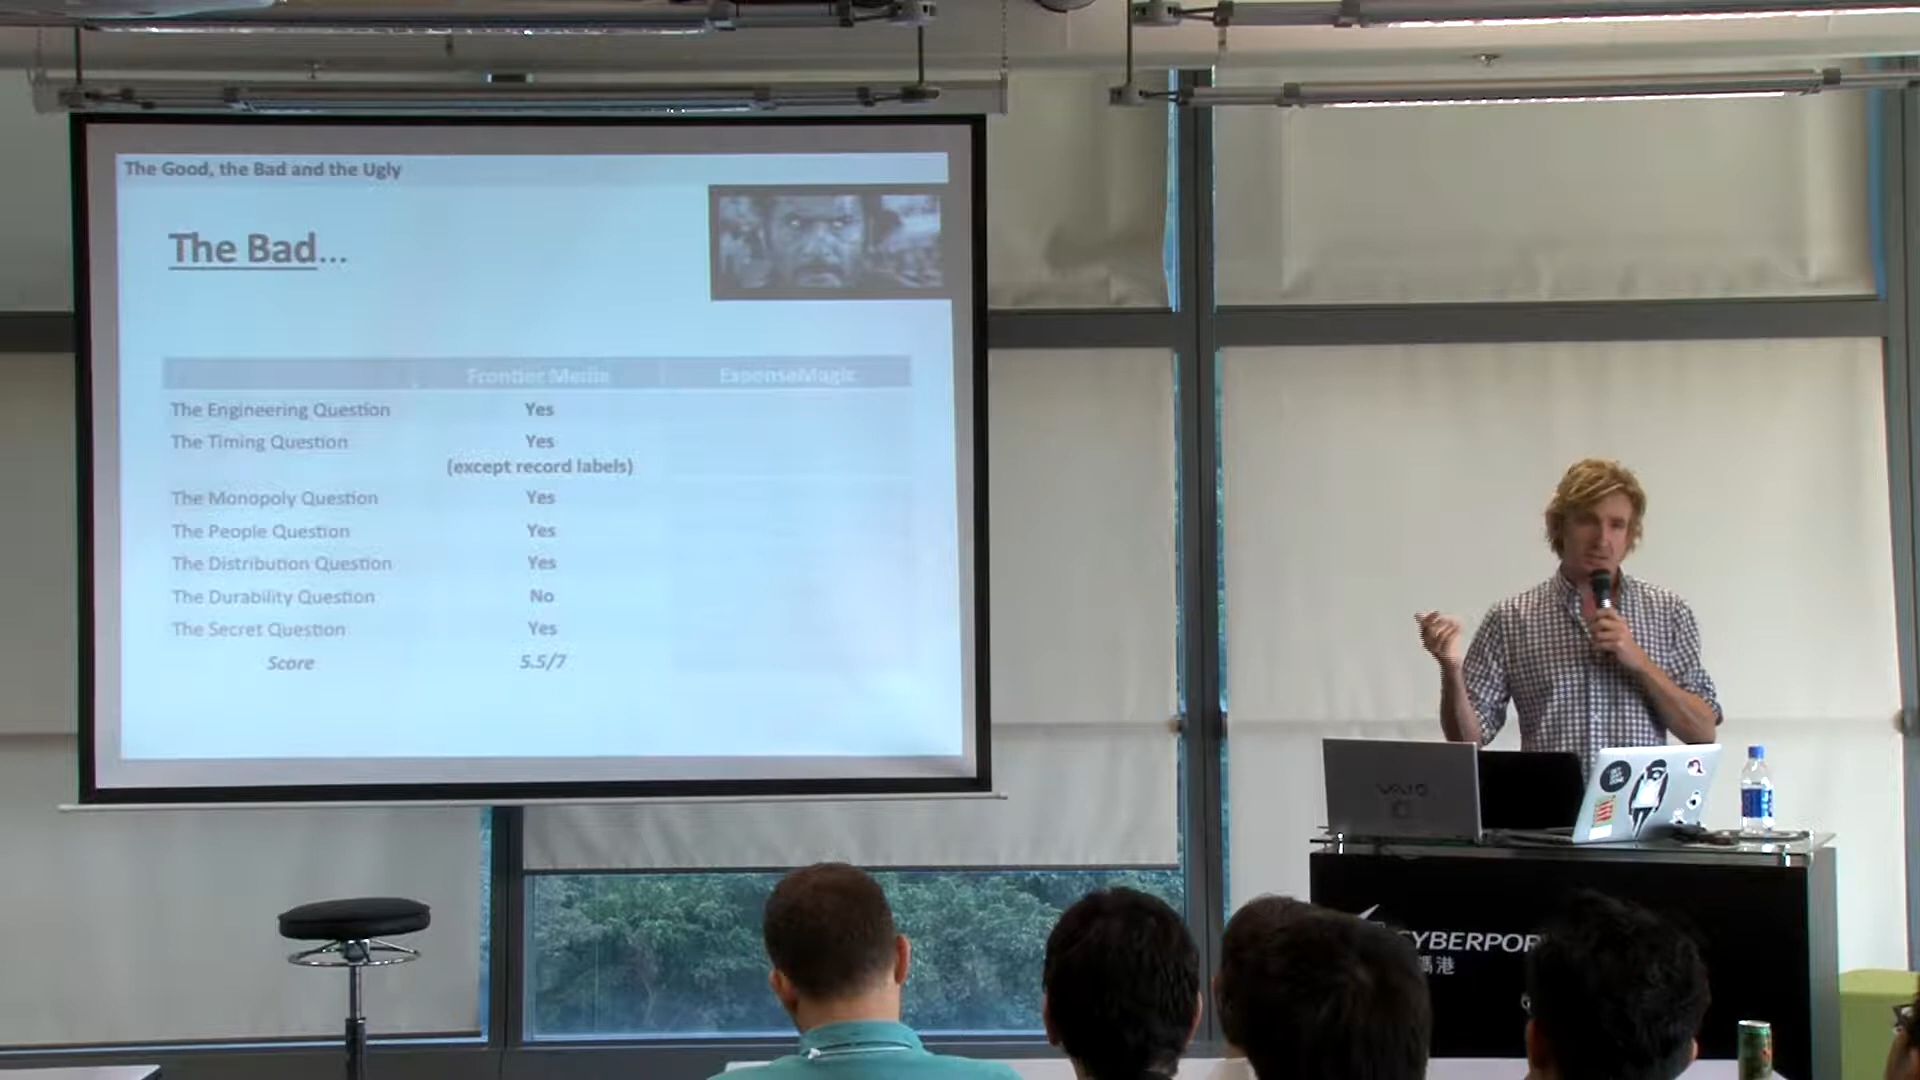 The Good, the Bad and the Ugly
The Bad...
Frontier Media ExpenseMagic
The Engineering Question Yes
The Timing Question Yes
(except record labels)
The Monopoly Question Yes
The People Question Yes
The Distribution Question Yes
The Durability Question No
The Secret Question Yes
Score 5.5/7
VAIO
CYBERPOR
碼港